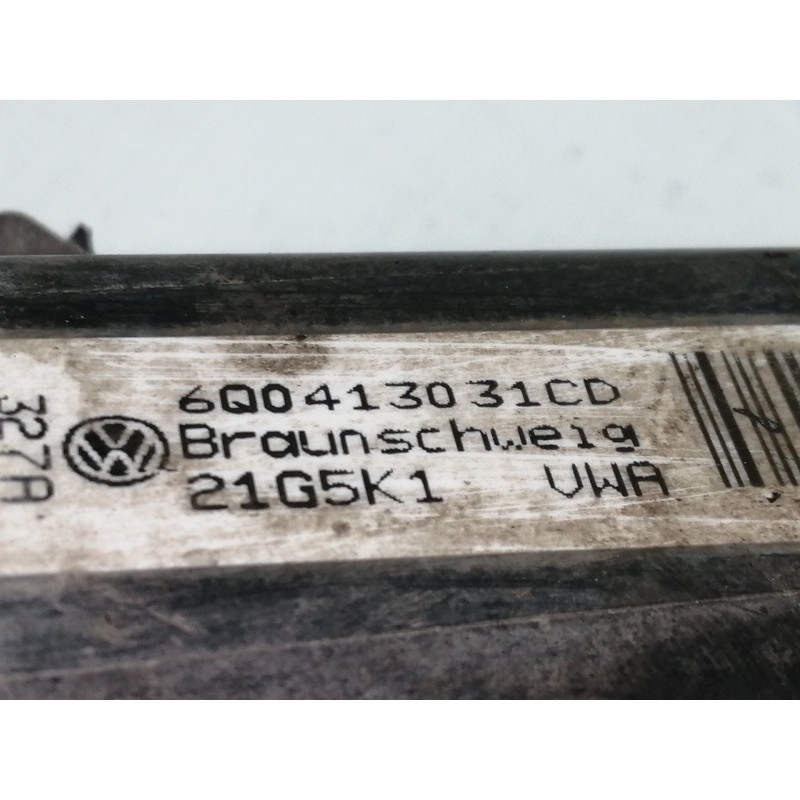 6Q0413031CD
Braunschweig
21G5K1 VWA
327A